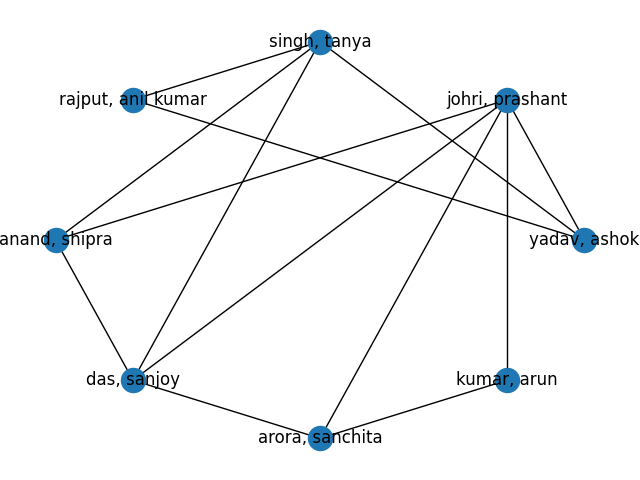 singh, tanya
rajput, anil kumar
johri, prashant
anand, shipra
yadav, ashok
das, sanjoy
kumar, arun
arora, sanchita